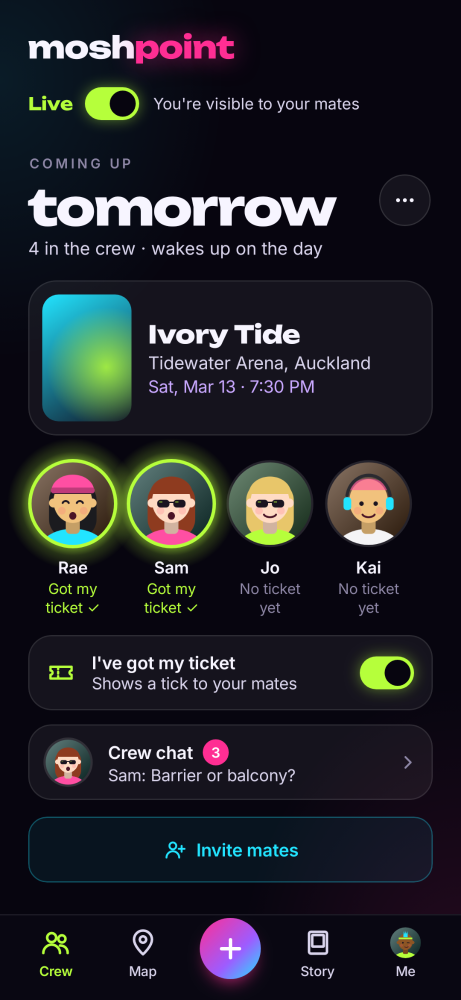 moshpoint
Live You're visible to your mates
COMING UP
tomorrow
4 in the crew · wakes up on the day
Ivory Tide
Tidewater Arena, Auckland
Sat, Mar 13 · 7:30 PM
Rae
Got my
ticket ✓
Sam
Got my
ticket ✓
Jo
No ticket
yet
Kai
No ticket
yet
I've got my ticket
Shows a tick to your mates
Crew chat 3
Sam: Barrier or balcony?
Invite mates
Crew
Map
Story
Me